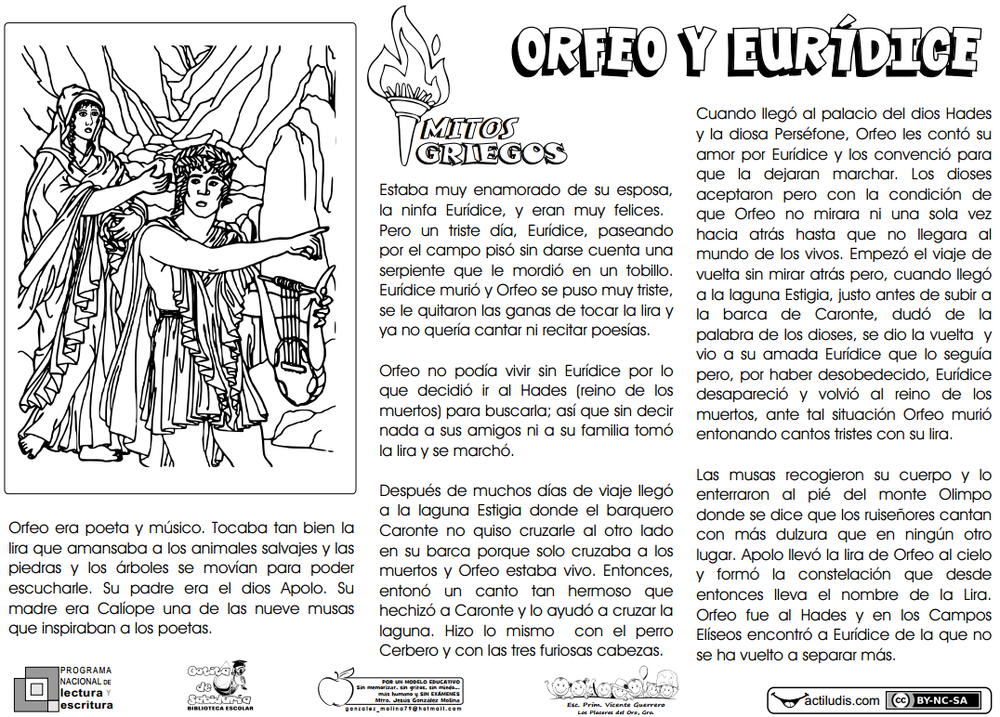 ORFEO Y EURÍDICE
MITOS
GRIEGOS
Orfeo era poeta y músico. Tocaba tan bien la
lira que amansaba a los animales salvajes y las
piedras y los árboles se movían para poder
escucharle. Su padre era el dios Apolo. Su
madre era Calíope una de las nueve musas
que inspiraban a los poetas.
Estaba muy enamorado de su esposa,
la ninfa Eurídice, y eran muy felices.
Pero un triste día, Eurídice, paseando
por el campo pisó sin darse cuenta una
serpiente que le mordió en un tobillo.
Eurídice murió y Orfeo se puso muy triste,
se le quitaron las ganas de tocar la lira y
ya no quería cantar ni recitar poesías.
Orfeo no podía vivir sin Eurídice por lo
que decidió ir al Hades (reino de los
muertos) para buscarla; así que sin decir
nada a sus amigos ni a su familia tomó
la lira y se marchó.
Después de muchos días de viaje llegó
a la laguna Estigia donde el barquero
Caronte no quiso cruzarle al otro lado
en su barca porque solo cruzaba a los
muertos y Orfeo estaba vivo. Entonces,
entonó un canto tan hermoso que
hechizó a Caronte y lo ayudó a cruzar la
laguna. Hizo lo mismo con el perro
Cerbero y con las tres furiosas cabezas.
Cuando llegó al palacio del dios Hades
y la diosa Perséfone, Orfeo les contó su
amor por Eurídice y los convenció para
que la dejaran marchar. Los dioses
aceptaron pero con la condición de
que Orfeo no mirara ni una sola vez
hacia atrás hasta que no llegara al
mundo de los vivos. Empezó el viaje de
vuelta sin mirar atrás pero, cuando llegó
a la laguna Estigia, justo antes de subir a
la barca de Caronte, dudó de la
palabra de los dioses, se dio la vuelta y
vio a su amada Eurídice que lo seguía
pero, por haber desobedecido, Eurídice
desapareció y volvió al reino de los
muertos, ante tal situación Orfeo murió
entonando cantos tristes con su lira.
Las musas recogieron su cuerpo y lo
enterraron al pié del monte Olimpo
donde se dice que los ruiseñores cantan
con más dulzura que en ningún otro
lugar. Apolo llevó la lira de Orfeo al cielo
y formó la constelación que desde
entonces lleva el nombre de la Lira.
Orfeo fue al Hades y en los Campos
Elíseos encontró a Eurídice de la que no
se ha vuelto a separar más.
PROGRAMA
NACIONAL DE
lectura Y
escritura
Gotita
de
Sabiduría
BIBLIOTECA ESCOLAR
POR UN MODELO EDUCATIVO
Sin memorizar, sin gritos, sin miedo...
más humano y SIN EXÁMENES
Mtro. Jesús González Molina
gonzalez_molina79@hotmail.com
Esc. Prim. Vicente Guerrero
Los Placeres del Oro, Gro.
actiludis.com
cc BY-NC-SA